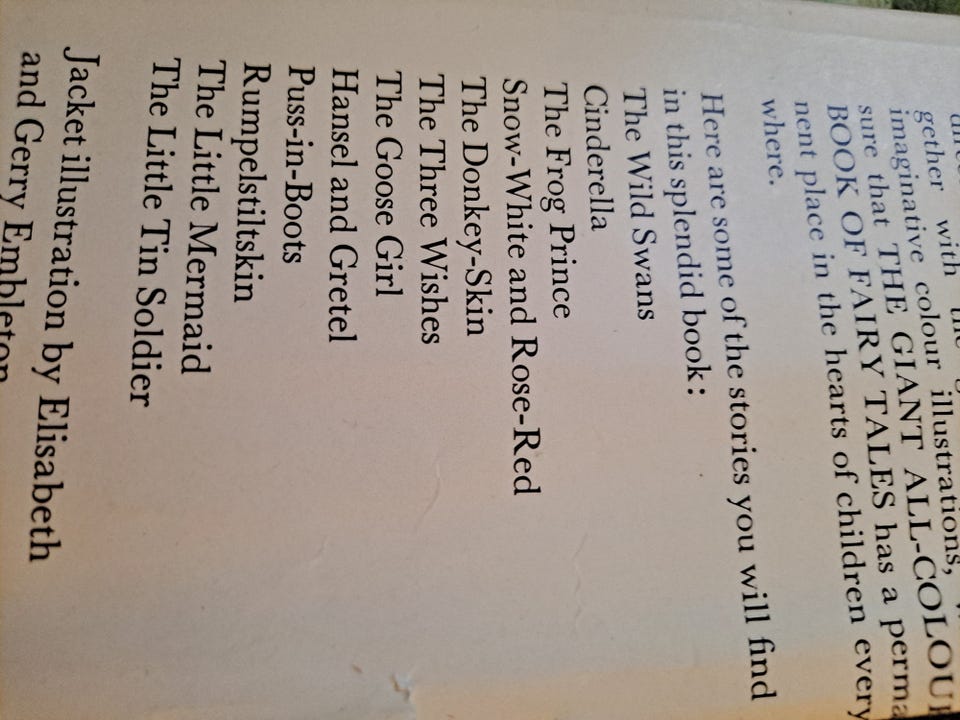 gether with the
imaginative colour illustrations,
sure that THE GIANT ALL-COLOUR
BOOK OF FAIRY TALES has a perma
nent place in the hearts of children every
where.
Here are some of the stories you will find
in this splendid book:
The Wild Swans
Cinderella
The Frog Prince
Snow-White and Rose-Red
The Donkey-Skin
The Three Wishes
The Goose Girl
Hansel and Gretel
Puss-in-Boots
Rumpelstiltskin
The Little Mermaid
The Little Tin Soldier
Jacket illustration by Elisabeth
and Gerry Embleton